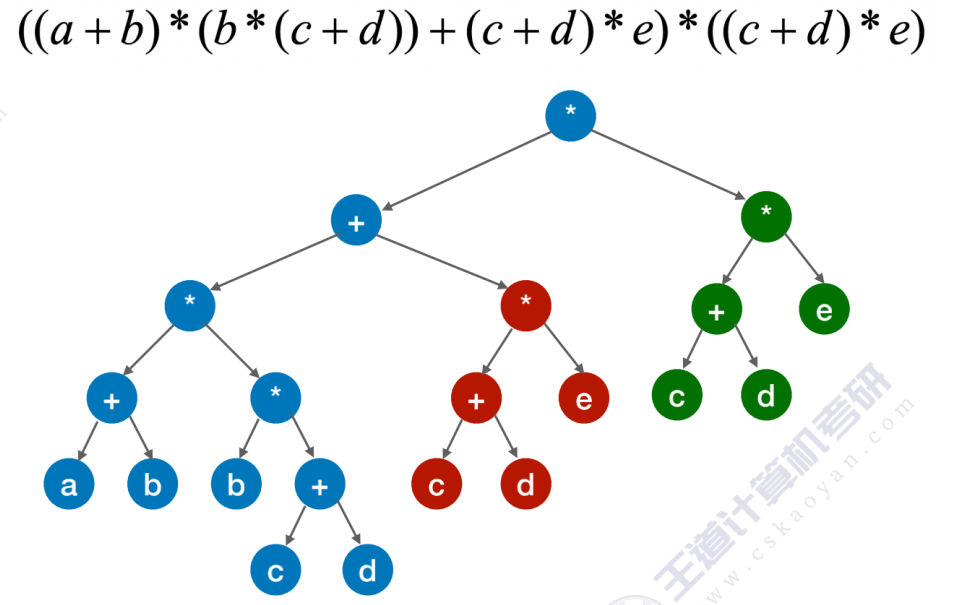 ((a+b)*(b*(c+d))+(c+d)*e)*((c+d)*e)
*
+ *
* * + e
+ * + e c d
a b b + c d
c d
王道计算机考研
www.cskaoyan.com